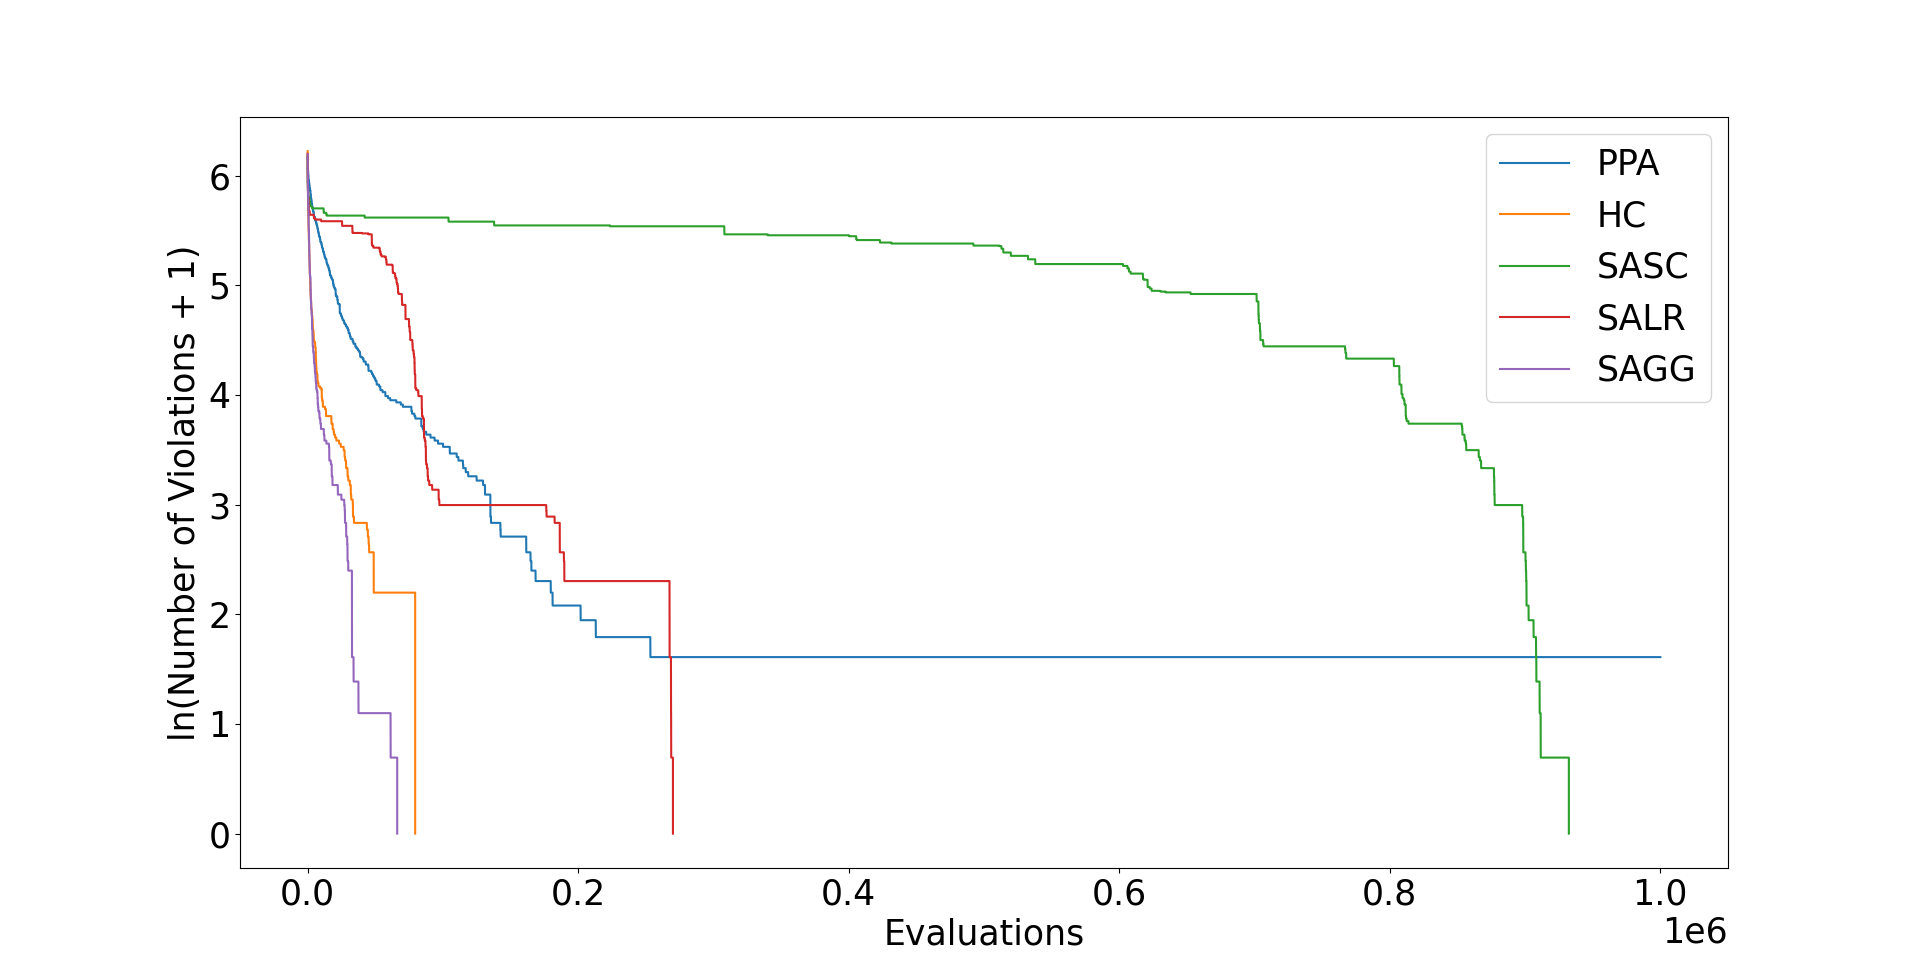 PPA
HC
SASC
SALR
SAGG
ln(Number of Violations + 1)
6
5
4
3
2
1
0
0.0 0.2 0.4 0.6 0.8 1.0
Evaluations
1e6